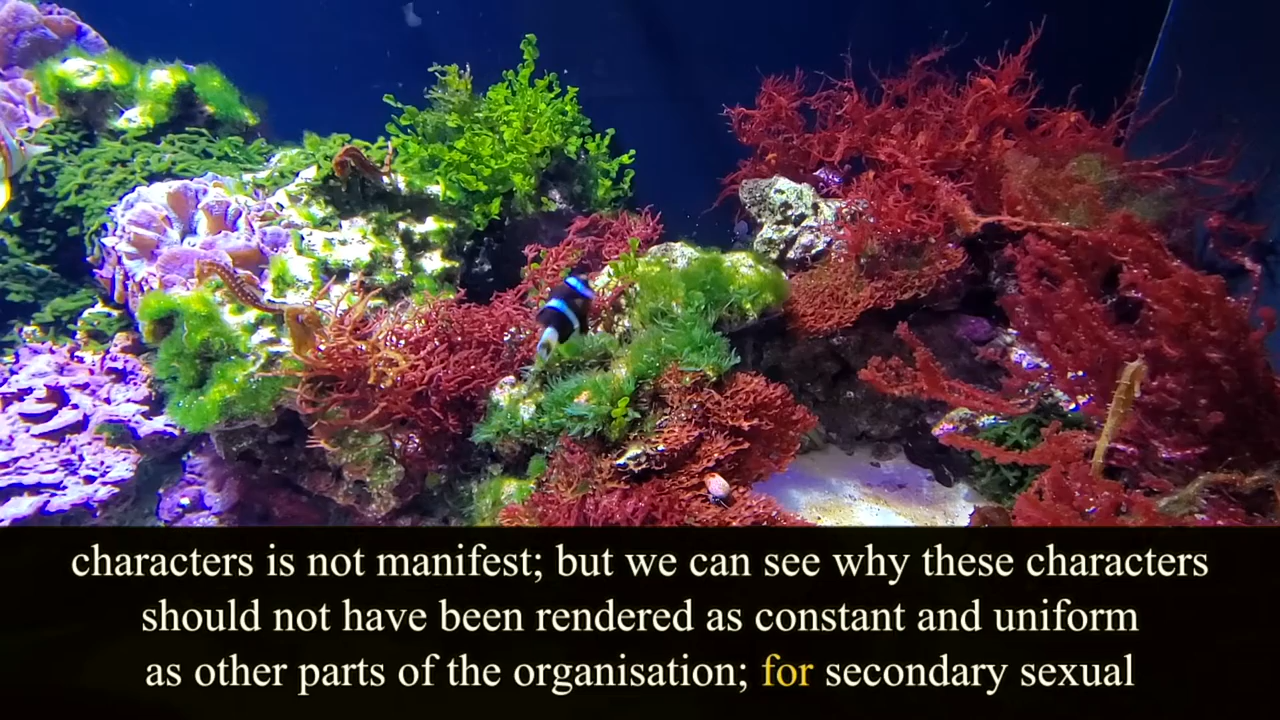 characters is not manifest; but we can see why these characters
should not have been rendered as constant and uniform
as other parts of the organisation; for secondary sexual